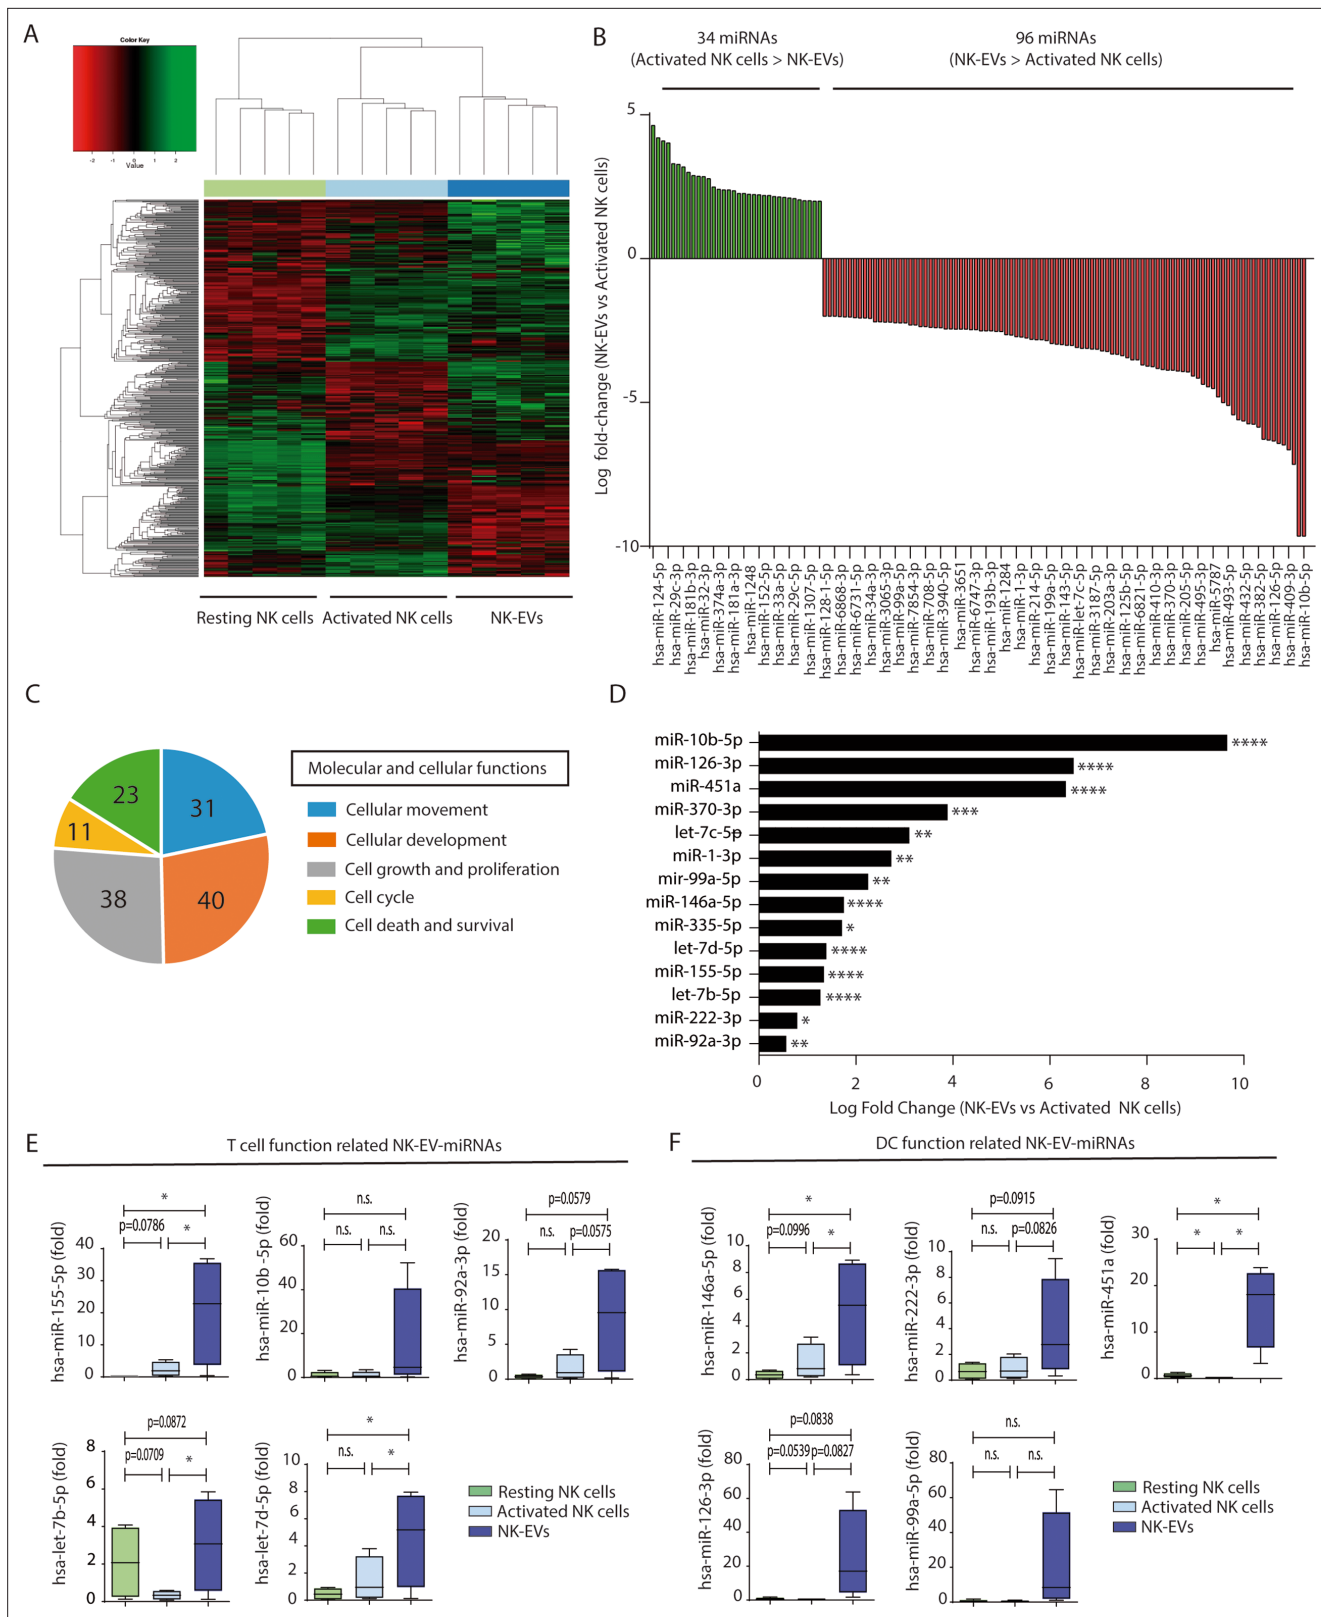 A
Color Key
-2 -1 0 1 2
Value
Resting NK cells
Activated NK cells
NK-EVs
B
34 miRNAs
(Activated NK cells > NK-EVs)
96 miRNAs
(NK-EVs > Activated NK cells)
Log fold-change (NK-EVs vs Activated NK cells)
5
0
-5
-10
hsa-miR-124-5p
hsa-miR-29c-3p
hsa-miR-181b-3p
hsa-miR-32-3p
hsa-miR-374a-3p
hsa-miR-181a-3p
hsa-miR-1248
hsa-miR-152-5p
hsa-miR-33a-5p
hsa-miR-29c-5p
hsa-miR-1307-5p
hsa-miR-128-1-5p
hsa-miR-6868-3p
hsa-miR-6731-5p
hsa-miR-34a-3p
hsa-miR-3065-3p
hsa-miR-99a-5p
hsa-miR-7854-3p
hsa-miR-708-5p
hsa-miR-3940-5p
hsa-miR-3651
hsa-miR-6747-3p
hsa-miR-193b-3p
hsa-miR-1284
hsa-miR-1-3p
hsa-miR-214-5p
hsa-miR-199a-5p
hsa-miR-143-5p
hsa-miR-let-7c-5p
hsa-miR-3187-5p
hsa-miR-203a-3p
hsa-miR-125b-5p
hsa-miR-6821-5p
hsa-miR-410-3p
hsa-miR-370-3p
hsa-miR-205-5p
hsa-miR-495-3p
hsa-miR-5787
hsa-miR-493-5p
hsa-miR-432-5p
hsa-miR-382-5p
hsa-miR-126-5p
hsa-miR-409-3p
hsa-miR-10b-5p
C
23
31
11
38
40
Molecular and cellular functions
Cellular movement
Cellular development
Cell growth and proliferation
Cell cycle
Cell death and survival
D
miR-10b-5p ****
miR-126-3p ****
miR-451a ****
miR-370-3p ***
let-7c-5p **
miR-1-3p **
mir-99a-5p **
miR-146a-5p ****
miR-335-5p *
let-7d-5p ****
miR-155-5p ****
let-7b-5p ****
miR-222-3p *
miR-92a-3p **
0 2 4 6 8 10
Log Fold Change (NK-EVs vs Activated NK cells)
E
T cell function related NK-EV-miRNAs
hsa-miR-155-5p (fold)
*
p=0.0786
*
40
30
20
10
0
hsa-miR-10b -5p (fold)
n.s.
n.s.
n.s.
60
40
20
0
hsa-miR-92a-3p (fold)
p=0.0579
n.s.
p=0.0575
20
15
10
5
0
hsa-let-7b-5p (fold)
p=0.0872
p=0.0709
*
8
6
4
2
0
hsa-let-7d-5p (fold)
*
n.s.
*
10
8
6
4
2
0
Resting NK cells
Activated NK cells
NK-EVs
F
DC function related NK-EV-miRNAs
hsa-miR-146a-5p (fold)
*
p=0.0996
*
10
8
6
4
2
0
hsa-miR-222-3p (fold)
p=0.0915
n.s.
p=0.0826
10
8
6
4
2
0
hsa-miR-451a (fold)
*
*
*
30
20
10
0
hsa-miR-126-3p (fold)
p=0.0838
p=0.0539
p=0.0827
80
60
40
20
0
hsa-miR-99a-5p (fold)
n.s.
n.s.
n.s.
80
60
40
20
0
Resting NK cells
Activated NK cells
NK-EVs